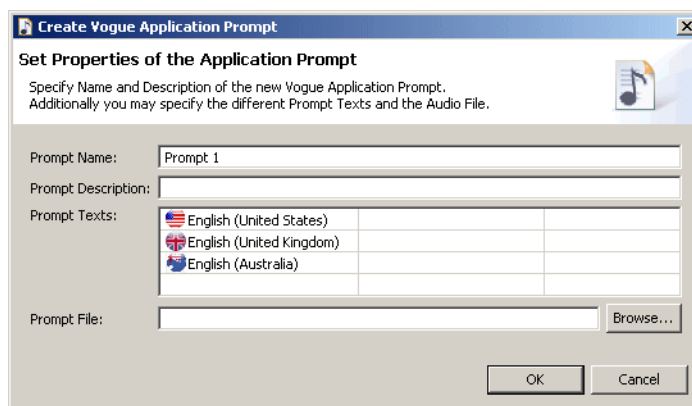 Create Vogue Application Prompt
Set Properties of the Application Prompt
Specify Name and Description of the new Vogue Application Prompt.
Additionally you may specify the different Prompt Texts and the Audio File.
Prompt Name: Prompt 1
Prompt Description:
Prompt Texts: English (United States)
English (United Kingdom)
English (Australia)
Prompt File: Browse...
OK Cancel